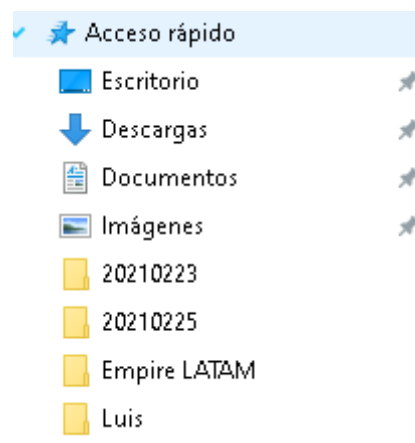 Acceso rápido
Escritorio
Descargas
Documentos
Imágenes
20210223
20210225
Empire LATAM
Luis